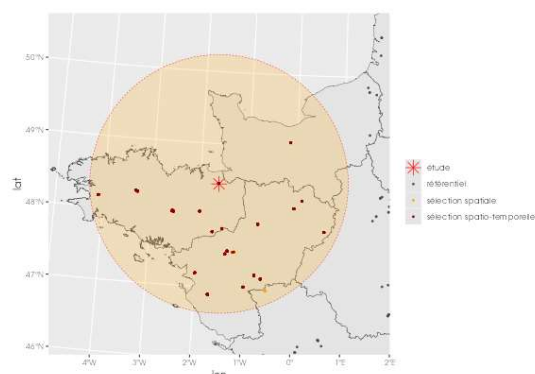 50°N
49°N
48°N
47°N
46°N
lat
4°W
3°W
2°W
1°W
0°
1°E
2°E
lon
étude
référentiel
sélection spatiale
sélection spatio-temporelle